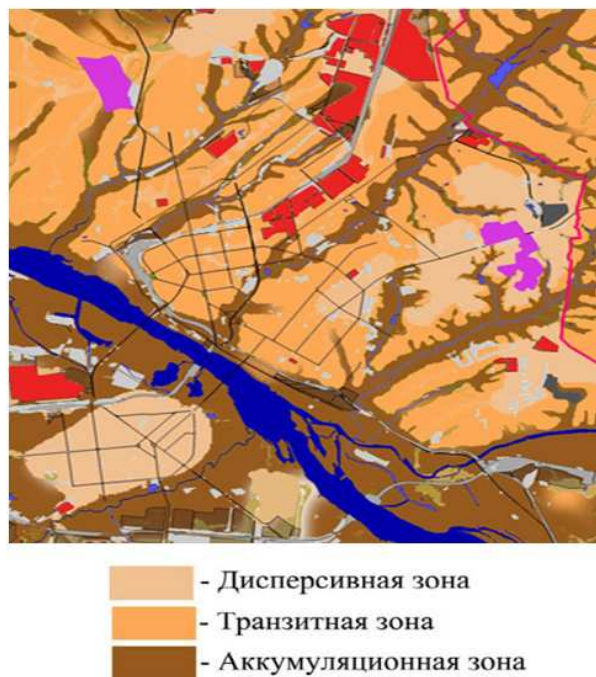 - Дисперсивная зона
- Транзитная зона
- Аккумуляционная зона